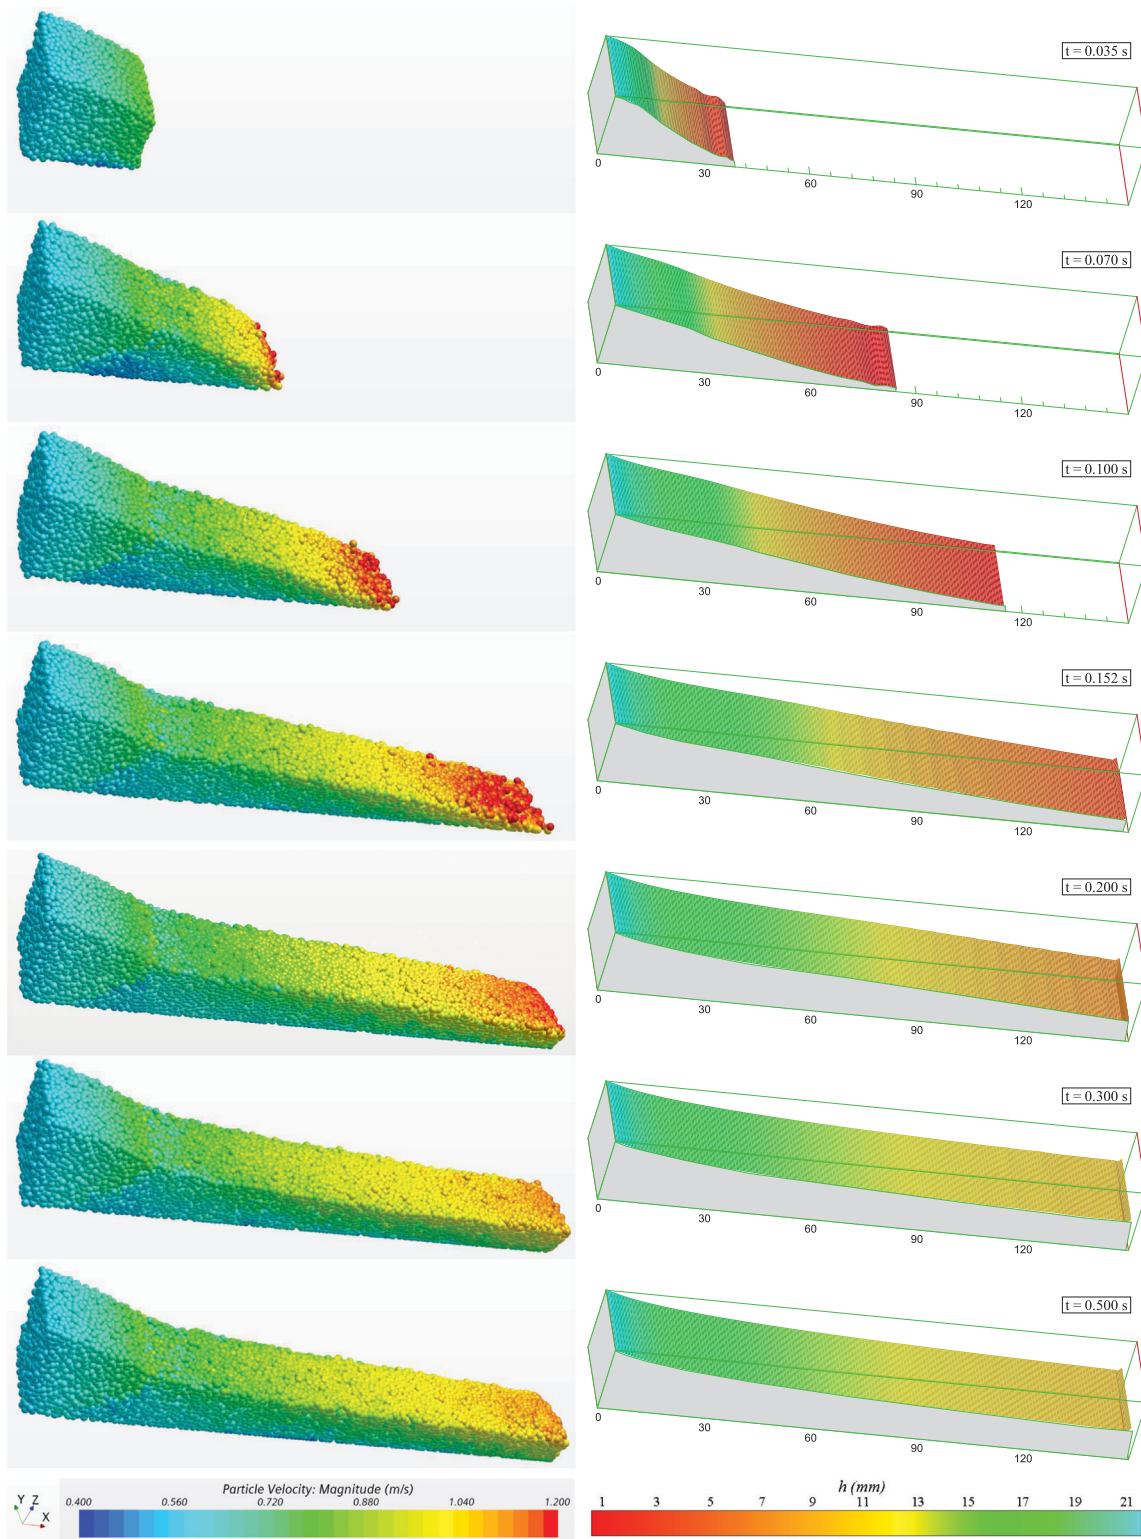 t = 0.035 s
0
30
60
90
120
t = 0.070 s
0
30
60
90
120
t = 0.100 s
0
30
60
90
120
t = 0.152 s
0
30
60
90
120
t = 0.200 s
0
30
60
90
120
t = 0.300 s
0
30
60
90
120
t = 0.500 s
0
30
60
90
120
Y Z X
Particle Velocity: Magnitude (m/s)
0.400 0.560 0.720 0.880 1.040 1.200
h (mm)
1 3 5 7 9 11 13 15 17 19 21